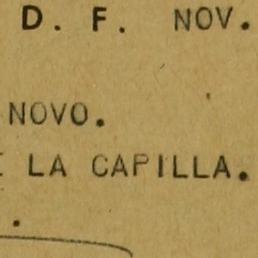 D. F. NOV.
NOVO.
LA CAPILLA.
.